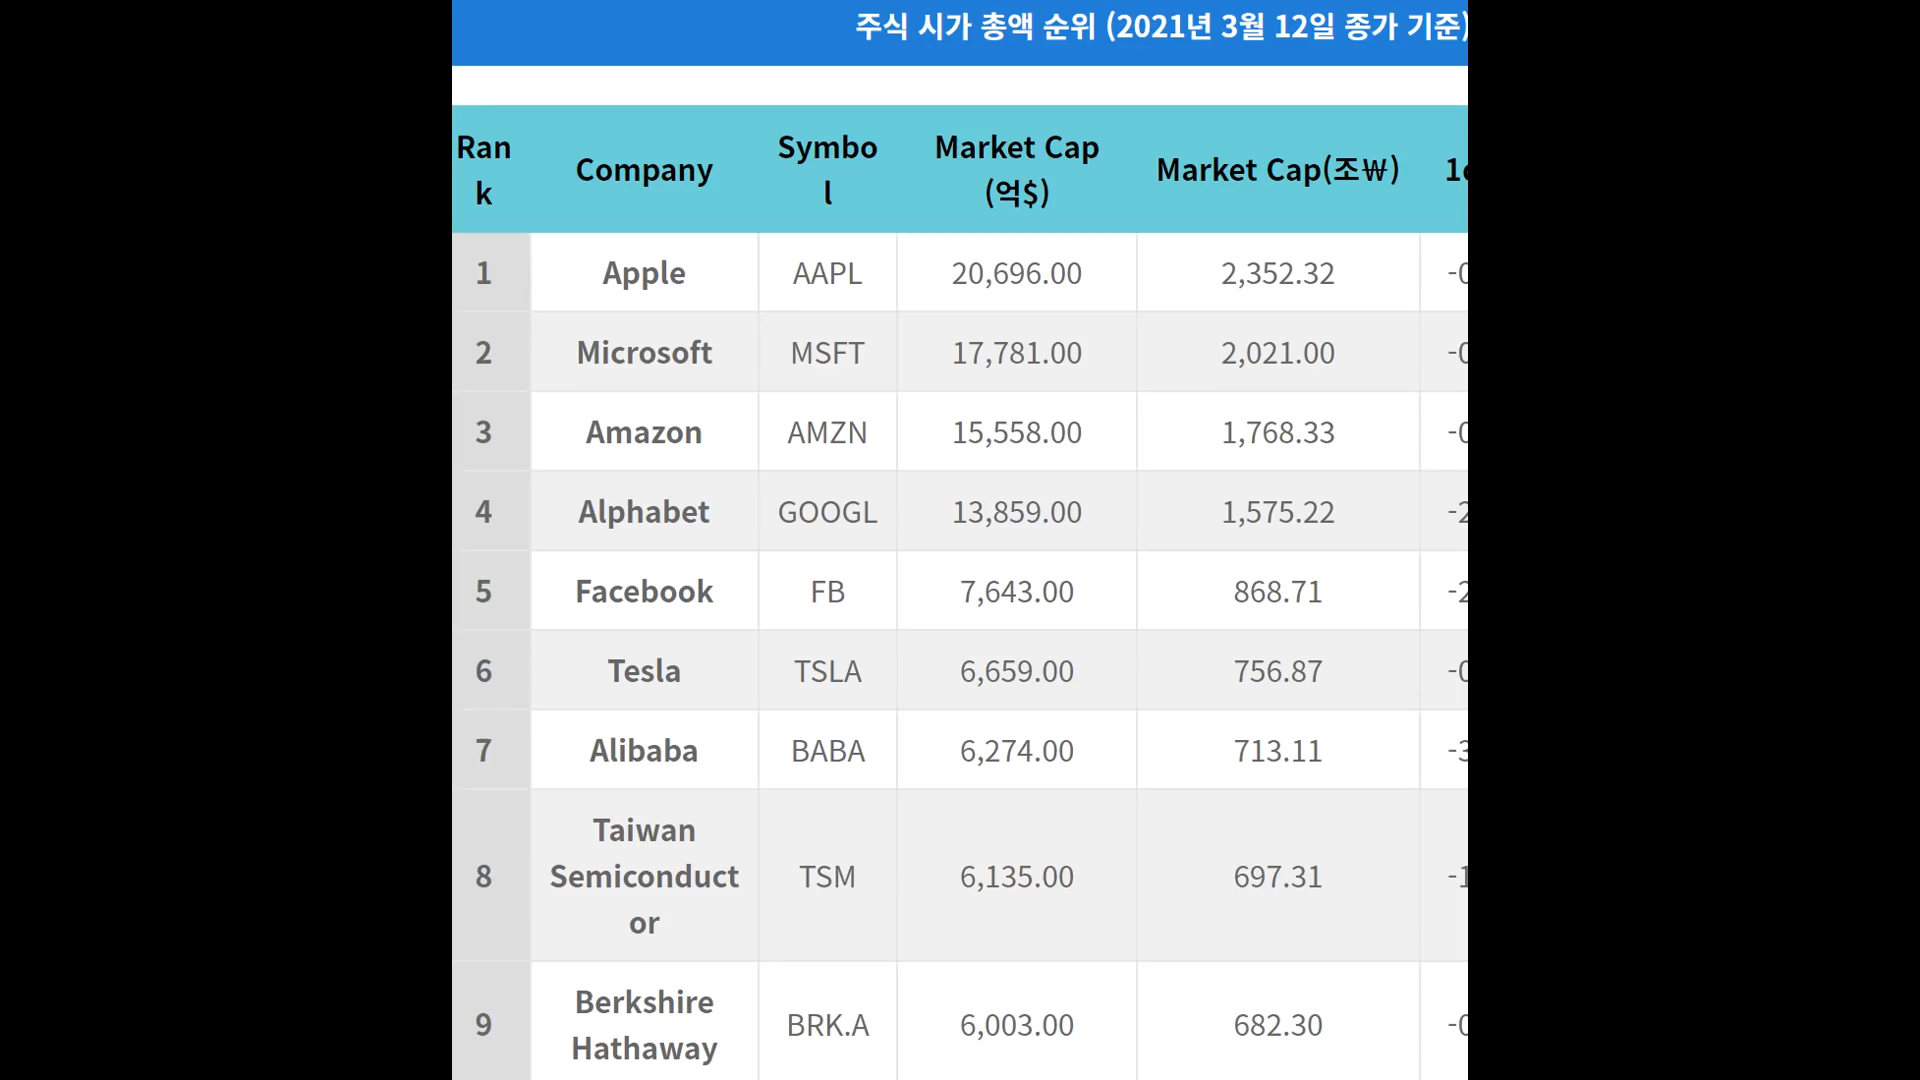 주식 시가 총액 순위 (2021년 3월 12일 종가 기준)
Ran
k
Company
Symbo
l
Market Cap
(억$)
Market Cap(조₩)
1 Apple AAPL 20,696.00 2,352.32
2 Microsoft MSFT 17,781.00 2,021.00
3 Amazon AMZN 15,558.00 1,768.33
4 Alphabet GOOGL 13,859.00 1,575.22
5 Facebook FB 7,643.00 868.71
6 Tesla TSLA 6,659.00 756.87
7 Alibaba BABA 6,274.00 713.11
8
Taiwan
Semiconduct
or
TSM 6,135.00 697.31
9
Berkshire
Hathaway
BRK.A 6,003.00 682.30